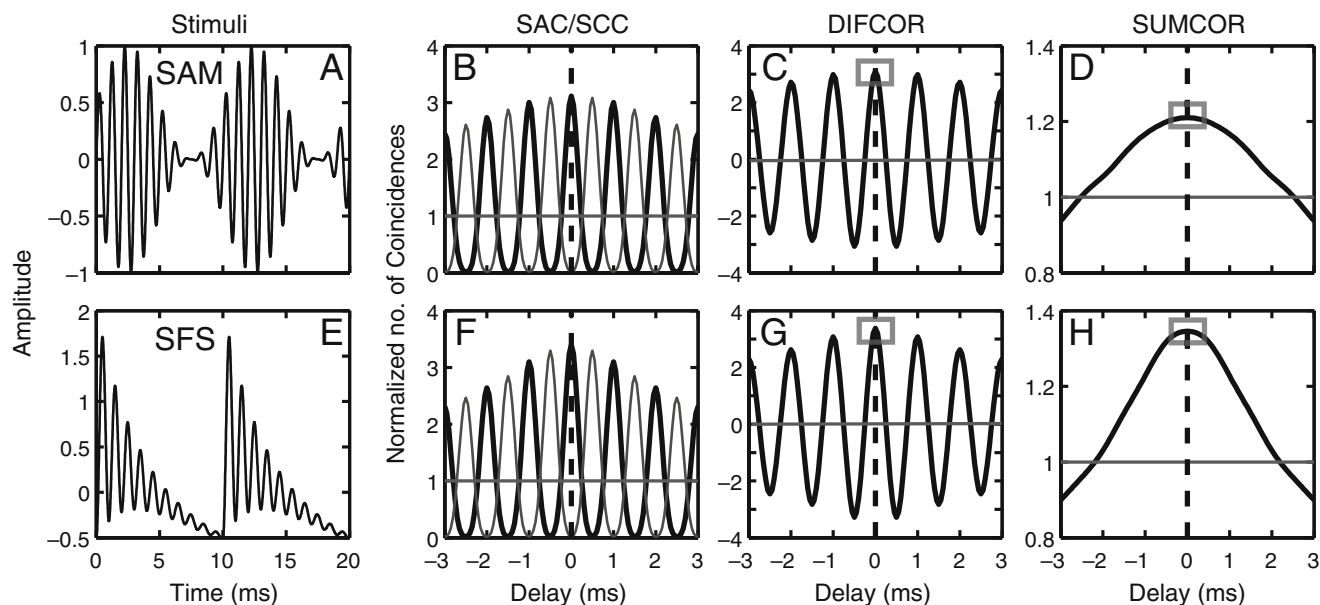 Stimuli
SAC/SCC
DIFCOR
SUMCOR
Amplitude
Normalized no. of Coincidences
SAM
A
1
0.5
0
−0.5
−1
B
4
3
2
1
0
C
4
2
0
−2
−4
D
1.4
1.2
1
0.8
SFS
E
2
1.5
1
0.5
0
−0.5
0 5 10 15 20
Time (ms)
F
4
3
2
1
0
−3 −2 −1 0 1 2 3
Delay (ms)
G
4
2
0
−2
−4
−3 −2 −1 0 1 2 3
Delay (ms)
H
1.4
1.2
1
0.8
−3 −2 −1 0 1 2 3
Delay (ms)